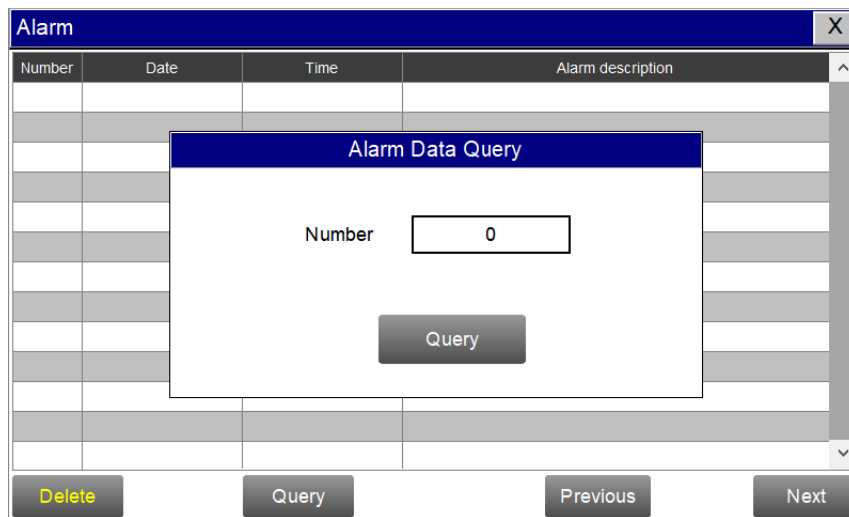 Alarm X
Number Date Time Alarm description
Alarm Data Query
Number 0
Query
Delete Query Previous Next